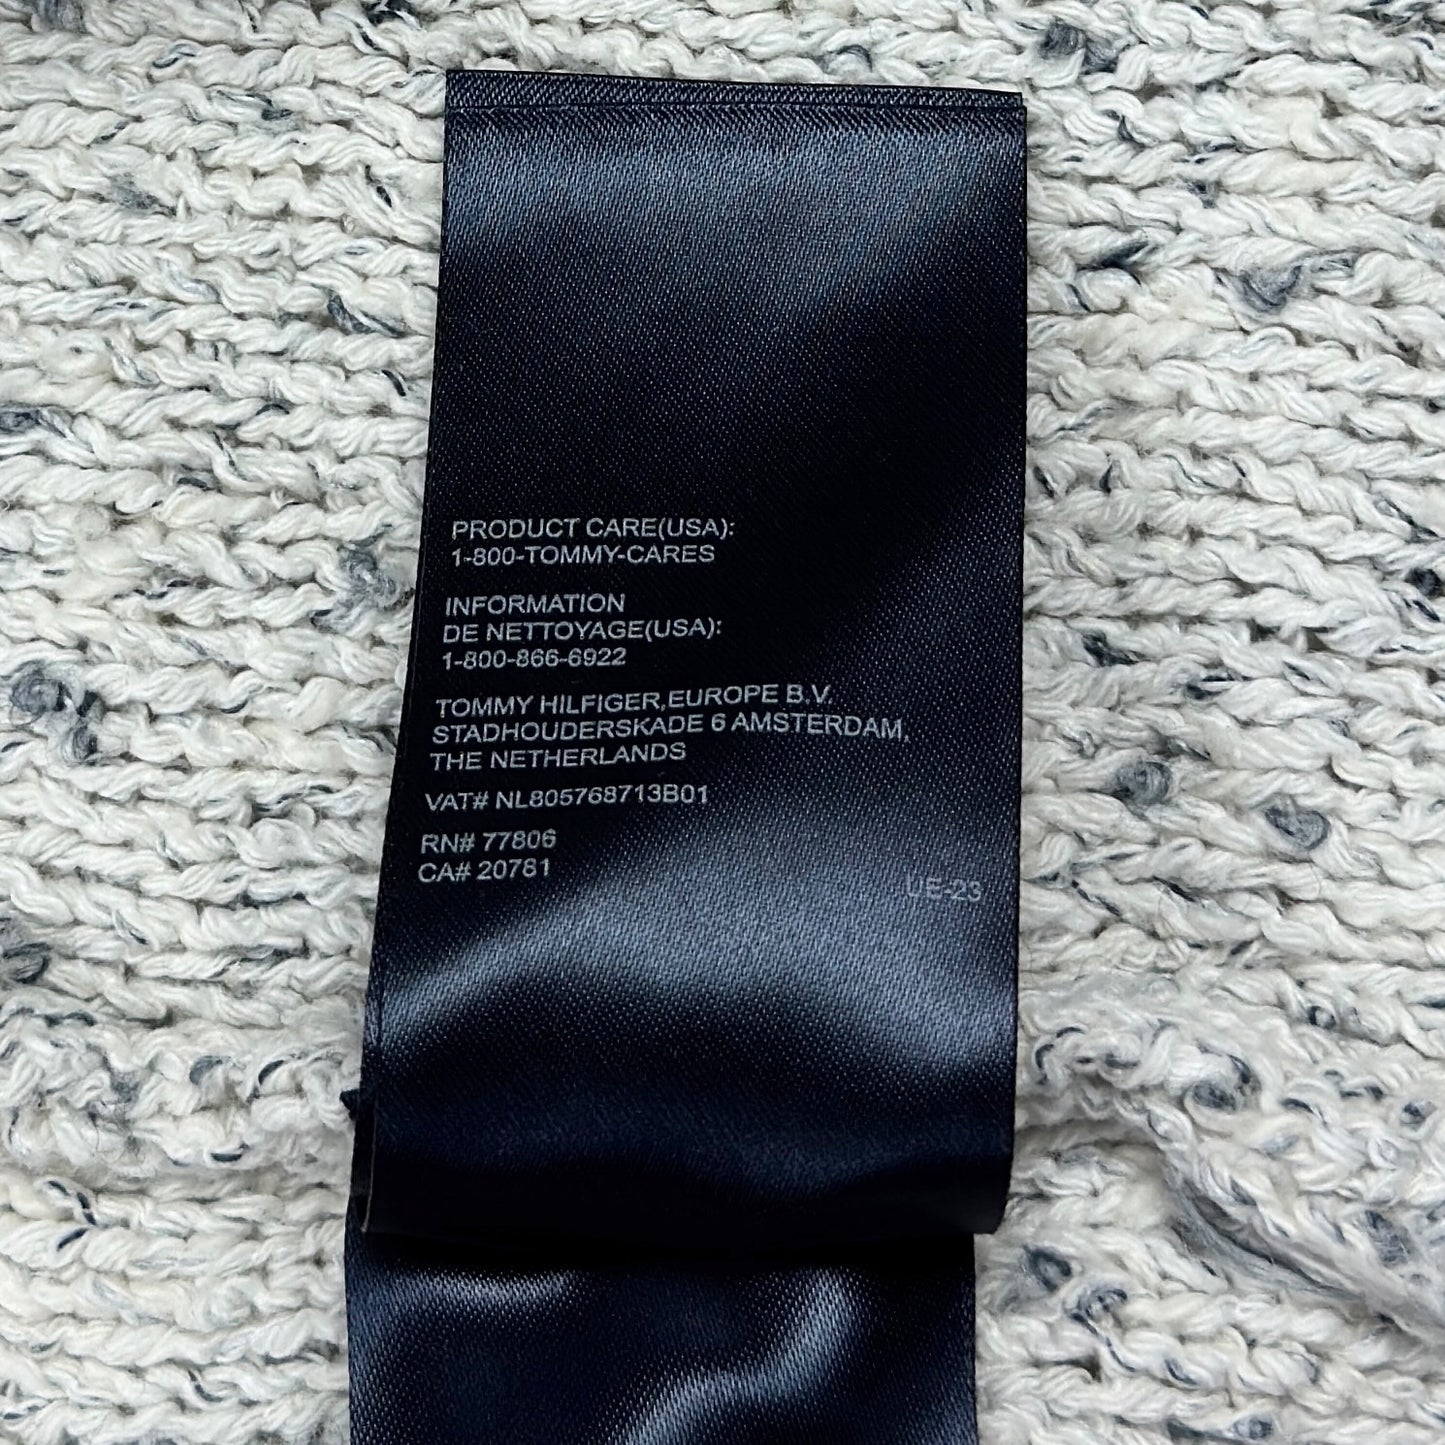 PRODUCT CARE(USA):
1-800-TOMMY-CARES
INFORMATION
DE NETTOYAGE(USA):
1-800-866-6922
TOMMY HILFIGER,EUROPE B.V.
STADHOUDERSKADE 6 AMSTERDAM,
THE NETHERLANDS
VAT# NL805768713B01
RN# 77806
CA# 20781
UE-23